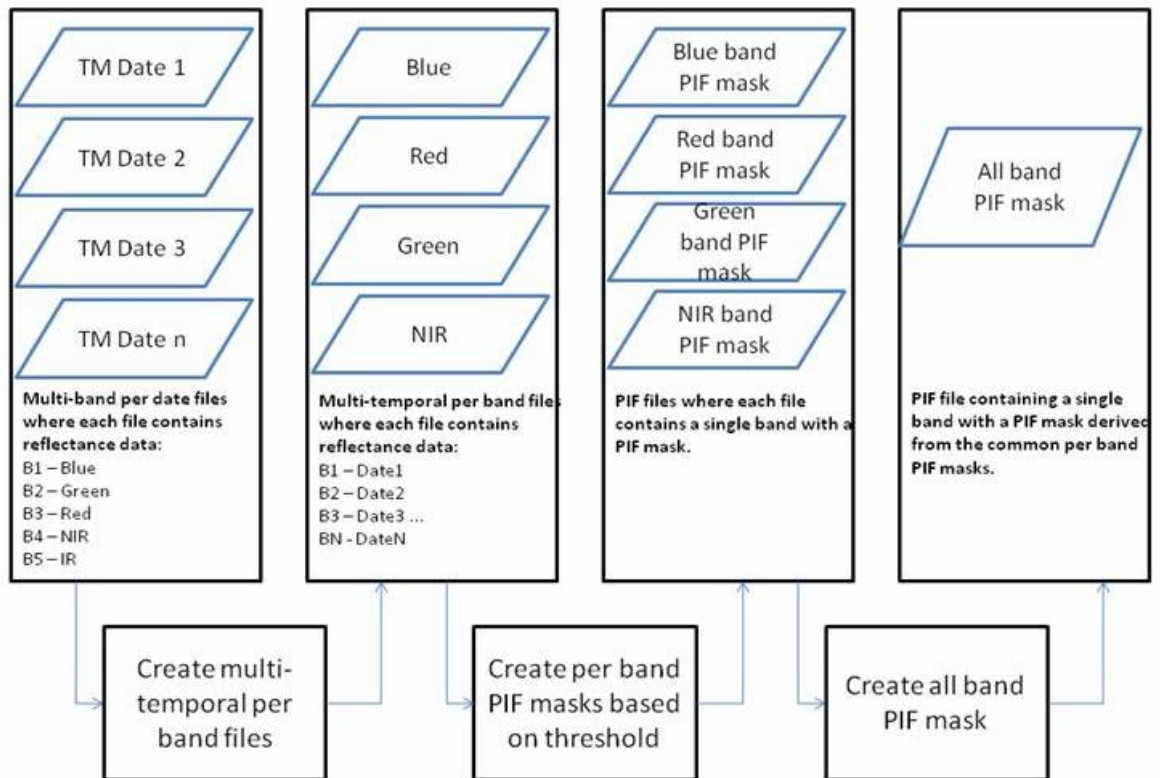 TM Date 1
TM Date 2
TM Date 3
TM Date n
Multi-band per date files
where each file contains
reflectance data:
B1 – Blue
B2 – Green
B3 – Red
B4 – NIR
B5 – IR
Blue
Red
Green
NIR
Multi-temporal per band files
where each file contains
reflectance data:
B1 – Date1
B2 – Date2
B3 – Date3 ...
BN - DateN
Blue band
PIF mask
Red band
PIF mask
Green
band PIF
mask
NIR band
PIF mask
PIF files where each file
contains a single band with a
PIF mask.
All band
PIF mask
PIF file containing a single
band with a PIF mask derived
from the common per band
PIF masks.
Create multi-
temporal per
band files
Create per band
PIF masks based
on threshold
Create all band
PIF mask